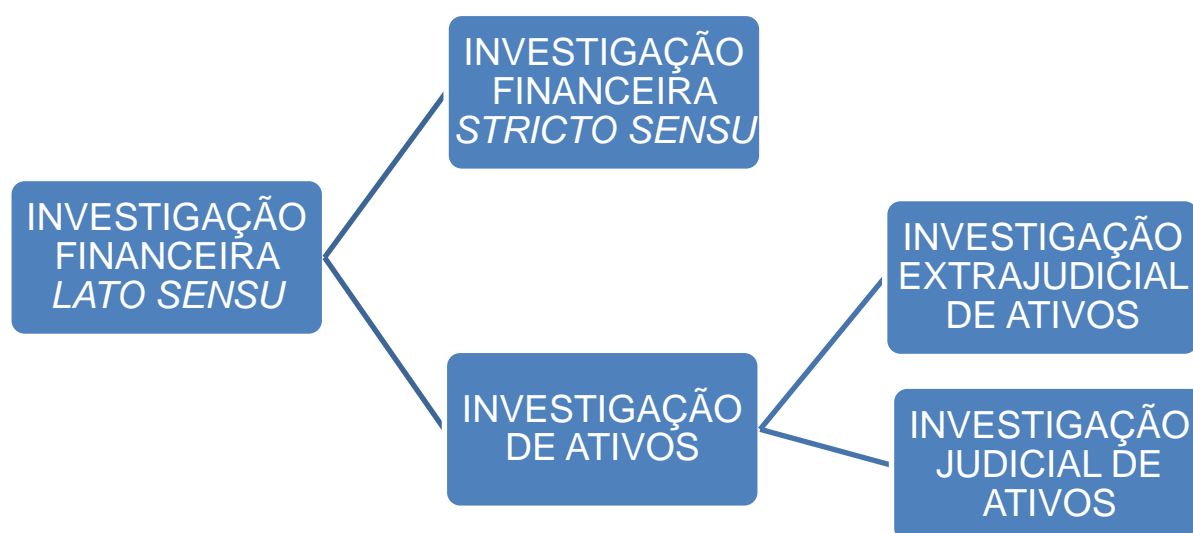 INVESTIGAÇÃO
FINANCEIRA
STRICTO SENSU
INVESTIGAÇÃO
FINANCEIRA
LATO SENSU
INVESTIGAÇÃO
EXTRAJUDICIAL
DE ATIVOS
INVESTIGAÇÃO
DE ATIVOS
INVESTIGAÇÃO
JUDICIAL DE
ATIVOS